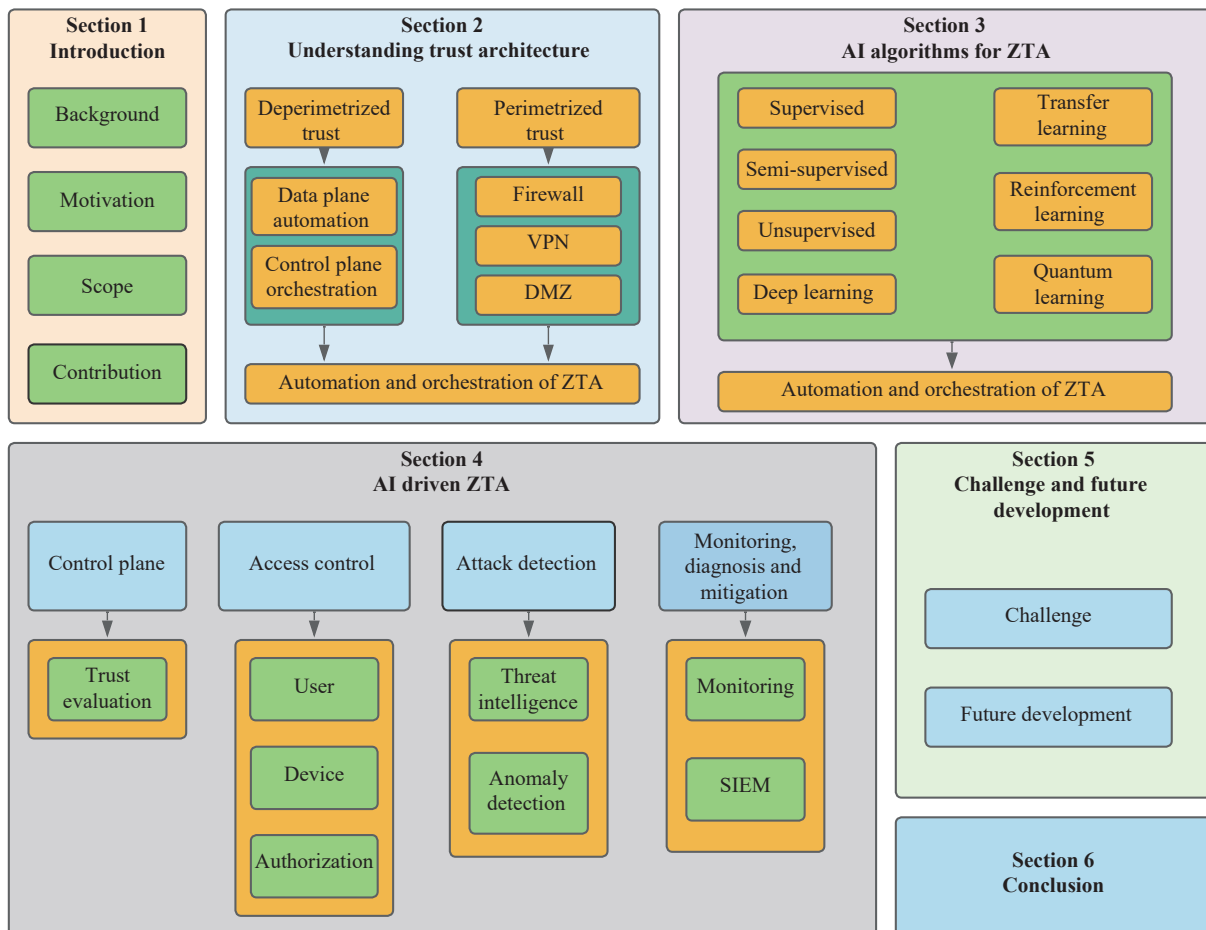 Section 1
Introduction
Background
Motivation
Scope
Contribution
Section 2
Understanding trust architecture
Deperimetrized
trust
Perimetrized
trust
Data plane
automation
Control plane
orchestration
Firewall
VPN
DMZ
Automation and orchestration of ZTA
Section 3
AI algorithms for ZTA
Supervised
Semi-supervised
Unsupervised
Deep learning
Transfer
learning
Reinforcement
learning
Quantum
learning
Automation and orchestration of ZTA
Section 4
AI driven ZTA
Control plane
Trust
evaluation
Access control
User
Device
Authorization
Attack detection
Threat
intelligence
Anomaly
detection
Monitoring,
diagnosis and
mitigation
Monitoring
SIEM
Section 5
Challenge and future
development
Challenge
Future development
Section 6
Conclusion